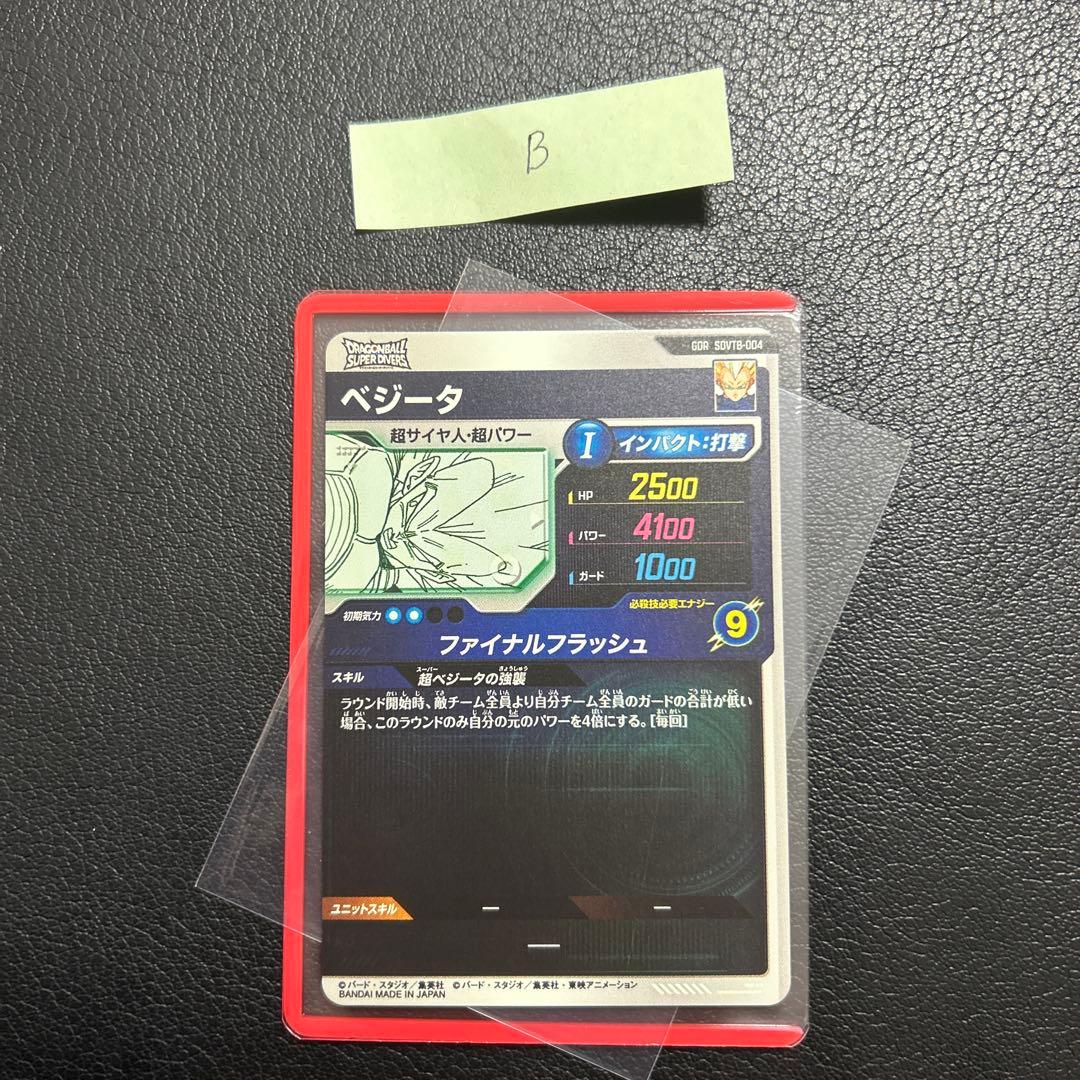 B
DRAGONBALL
SUPER DIVERS
GDR SDVTB-004
ベジータ
超サイヤ人・超パワー
I インパクト:打撃
HP 2500
パワー 4100
ガード 1000
初期気力
必殺技必要エナジー
9
ファイナルフラッシュ
スキル 超ベジータの強襲
ラウンド開始時、敵チーム全員より自分チーム全員のガードの合計が低い
場合、このラウンドのみ自分の元のパワーを4倍にする。[毎回]
ユニットスキル ー ー
ー
©バード・スタジオ/集英社 ©バード・スタジオ/集英社・東映アニメーション
BANDAI MADE IN JAPAN